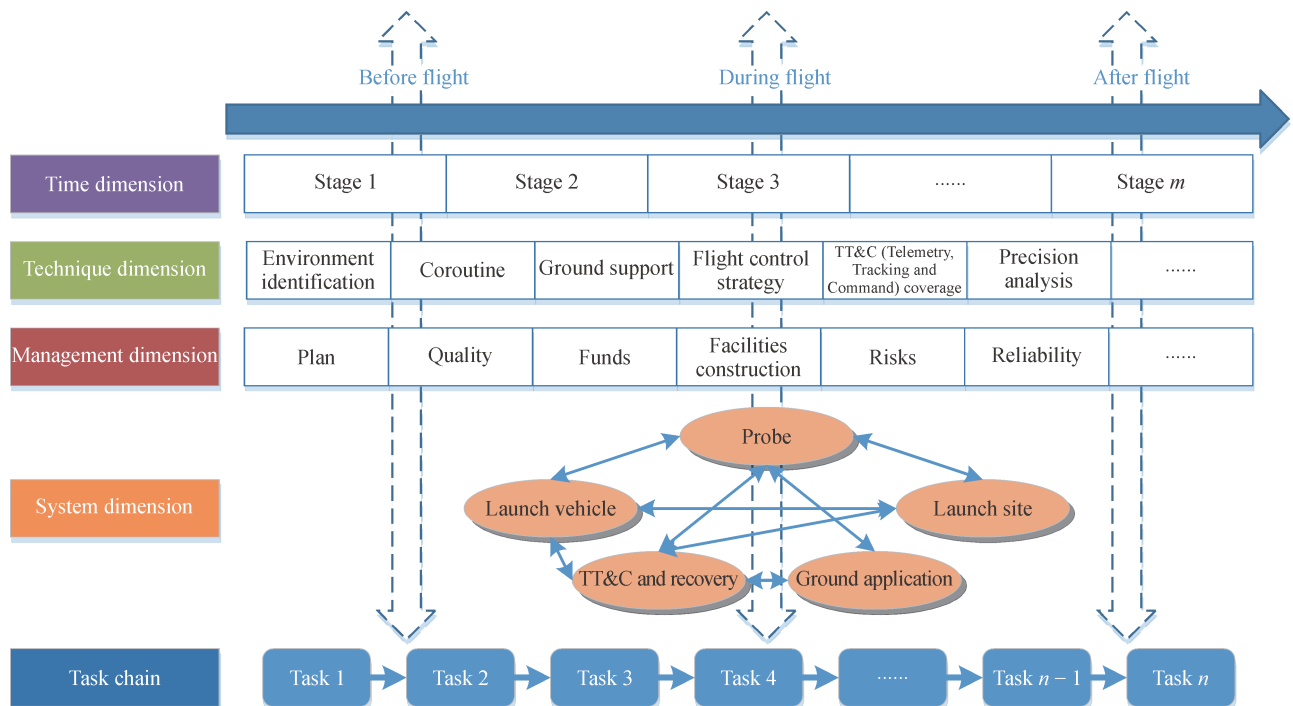 Before flight
During flight
After flight
Time dimension
Stage 1
Stage 2
Stage 3
......
Stage m
Technique dimension
Environment
identification
Coroutine
Ground support
Flight control
strategy
TT&C (Telemetry,
Tracking and
Command) coverage
Precision
analysis
......
Management dimension
Plan
Quality
Funds
Facilities
construction
Risks
Reliability
......
System dimension
Probe
Launch vehicle
Launch site
TT&C and recovery
Ground application
Task chain
Task 1
Task 2
Task 3
Task 4
......
Task n − 1
Task n